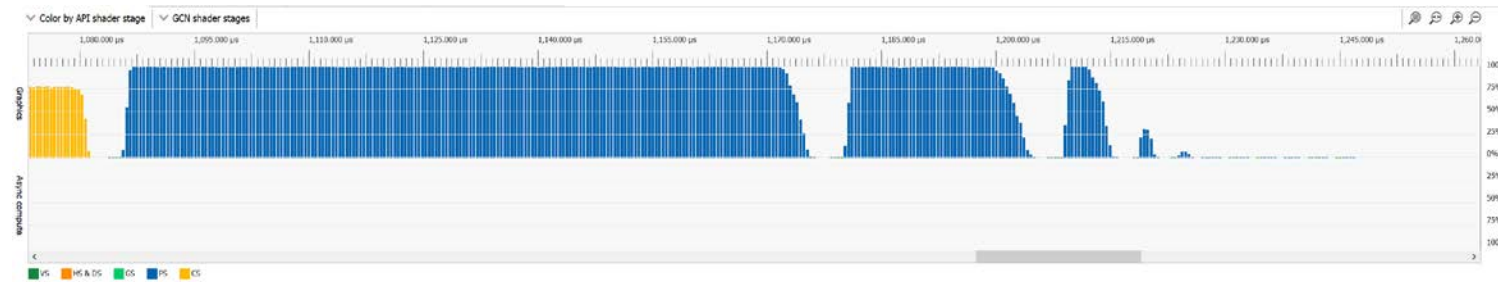 Color by API shader stage GCN shader stages
1,080.000 µs 1,095.000 µs 1,110.000 µs 1,125.000 µs 1,140.000 µs 1,155.000 µs 1,170.000 µs 1,185.000 µs 1,200.000 µs 1,215.000 µs 1,230.000 µs 1,245.000 µs 1,260.0
Graphics
100
75%
50%
25%
0%
Async compute
25%
50%
75%
100
VS HS & DS GS PS CS